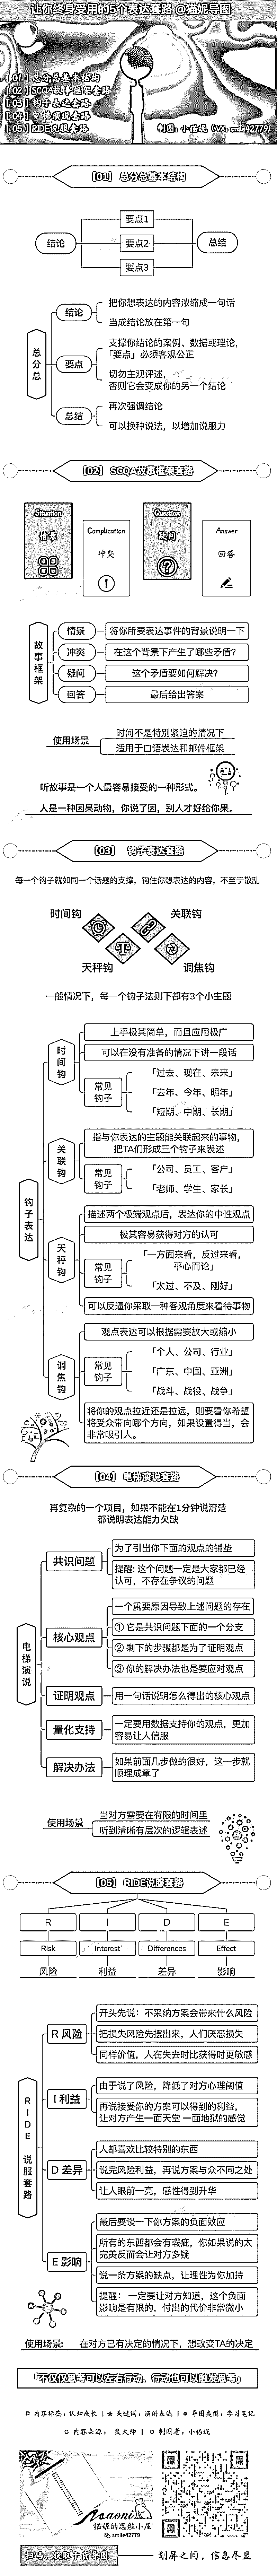 让你终身受用的5个表达套路 @猫妮导图
[ 01 ] 总分总基本结构
[ 02 ] SCQA故事框架套路
[ 03 ] 钩子表达套路
[ 04 ] 电梯演说套路
[ 05 ] RIDE说服套路
制图：小猫妮（VX：smile42779）
[01] 总分总基本结构
结论
要点1
要点2
要点3
总结
总分总
结论
把你想表达的内容浓缩成一句话
当成结论放在第一句
要点
支撑你结论的案例、数据或理论，
「要点」必须客观公正
切勿主观评述，
否则它会变成你的另一个结论
总结
再次强调结论
可以换种说法，以增加说服力
[02] SCQA故事框架套路
Situation
情景
Complication
冲突
Question
疑问
Answer
回答
故事框架
情景
将你所要表达事件的背景说明一下
冲突
在这个背景下产生了哪些矛盾?
疑问
这个矛盾要如何解决?
回答
最后给出答案
使用场景
时间不是特别紧迫的情况下
适用于口语表达和邮件框架
听故事是一个人最容易接受的一种形式。
人是一种因果动物，你说了因，别人才好给你果。
[03] 钩子表达套路
每一个钩子就如同一个话题的支撑，钩住你想表达的内容，不至于散乱
时间钩
关联钩
天秤钩
调焦钩
一般情况下，每一个钩子法则下都有3个小主题
钩子表达
时间钩
上手极其简单，而且应用极广
可以在没有准备的情况下讲一段话
常见钩子
「过去、现在、未来」
「去年、今年、明年」
「短期、中期、长期」
关联钩
指与你表达的主题能关联起来的事物，
把TA们形成三个钩子来表述
常见钩子
「公司、员工、客户」
「老师、学生、家长」
天秤钩
描述两个极端观点后，表达你的中性观点
极其容易获得对方的认可
常见钩子
「一方面来看，反过来看，
平心而论」
「太过、不及、刚好」
可以反逼你采取一种客观角度来看待事物
调焦钩
观点表达可以根据需要放大或缩小
常见钩子
「个人、公司、行业」
「广东、中国、亚洲」
「战斗、战役、战争」
将你的观点拉近还是拉远，则要看你希望
将受众带向哪个方向，如果设置得当，会
非常吸引人。
[04] 电梯演说套路
再复杂的一个项目，如果不能在1分钟说清楚
都说明表达能力欠缺
电梯演说
共识问题
为了引出你下面的观点的铺垫
提醒：这个问题一定是大家都已经
认可，不存在争议的问题
核心观点
一个重要原因导致上述问题的存在
① 它是共识问题下面的一个分支
② 剩下的步骤都是为了证明观点
③ 你的解决办法也是要应对观点
证明观点
用一句话说明怎么得出的核心观点
量化支持
一定要用数据支持你的观点，更加
容易让人信服
解决办法
如果前面几步做的很好，这一步就
顺理成章了
使用场景
当对方需要在有限的时间里
听到清晰有层次的逻辑表述
[05] RIDE说服套路
R
I
D
E
Risk
Interest
Differences
Effect
风险
利益
差异
影响
RIDE 说服套路
R 风险
开头先说：不采纳方案会带来什么风险
把损失风险先摆出来，人们厌恶损失
同样价值，人在失去时比获得时更敏感
I 利益
由于说了风险，降低了对方心理阈值
再说接受你的方案可以得到的利益，
让对方产生一面天堂 一面地狱的感觉
D 差异
人都喜欢比较特别的东西
说完风险利益，再说方案与众不同之处
让人眼前一亮，感性得到升华
E 影响
最后要谈一下你方案的负面效应
所有的东西都会有瑕疵，你如果说的太
完美反而会让对方多疑
说一条方案的缺点，让理性为你加持
提醒： 一定要让对方知道，这个负面
影响是有限的，付出的代价非常微小
使用场景：
在对方已有决定的情况下，想改变TA的决定
「不仅仅思考可以左右行动，行动也可以触发思考」
内容标签：认知成长 | ★ 关键词：演讲表达 | 导图类型：学习笔记
内容来源：
制图者：小猫妮
Maoni
smile42779
划屏之间，信息尽显